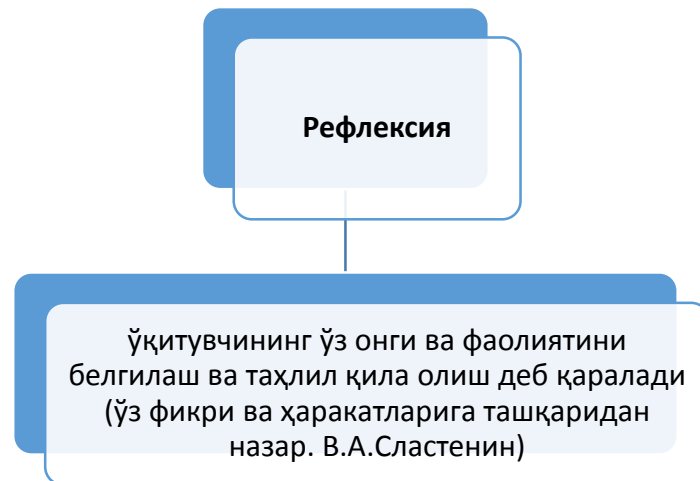 Рефлексия
ўқитувчининг ўз онги ва фаолиятини
белгилаш ва таҳлил қила олиш деб қаралади
(ўз фикри ва ҳаракатларига ташқаридан
назар. В.А.Сластенин)